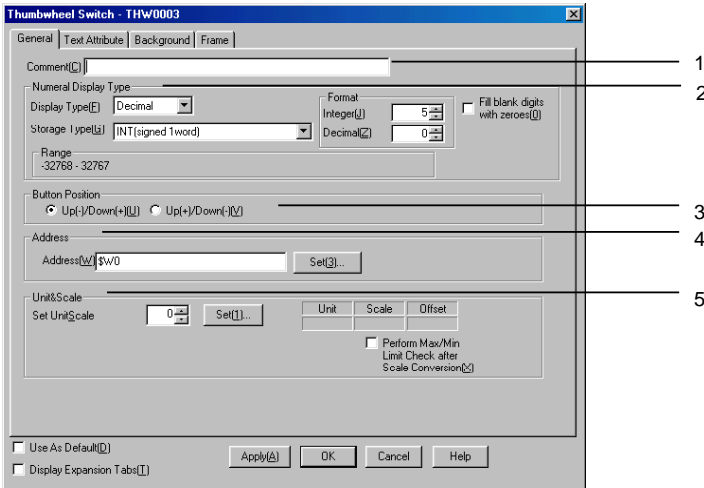 Thumbwheel Switch - THW0003
General Text Attribute Background Frame
Comment(C)
1
Numeral Display Type
2
Display Type(F) Decimal
Format
Integer(J) 5
Fill blank digits
with zeroes(0)
Storage Type(G) INT(signed 1word)
Decimal(Z) 0
Range
-32768 - 32767
Button Position
Up(-)/Down(+)(U) Up(+)/Down(-)(V)
3
Address
4
Address(W) $W0 Set(3)...
Unit&Scale
5
Set UnitScale 0 Set(1)...
Unit Scale Offset
Perform Max/Min
Limit Check after
Scale Conversion(X)
Use As Default(D)
Apply(A) OK Cancel Help
Display Expansion Tabs(T)